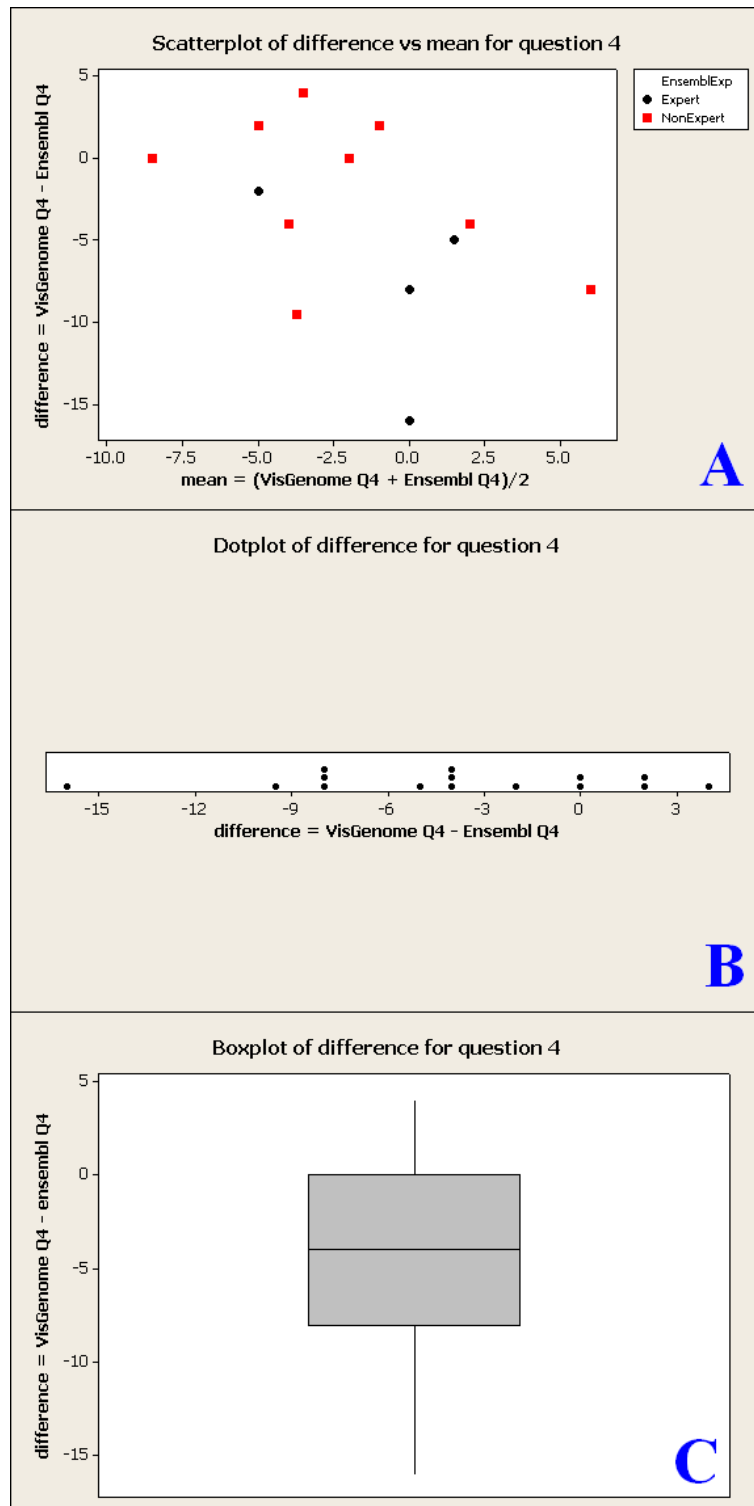 Scatterplot of difference vs mean for question 4
difference = VisGenome Q4 - Ensembl Q4
5
0
-5
-10
-15
-10.0 -7.5 -5.0 -2.5 0.0 2.5 5.0
mean = (VisGenome Q4 + Ensembl Q4)/2
EnsemblExp
Expert
NonExpert
A
Dotplot of difference for question 4
-15 -12 -9 -6 -3 0 3
difference = VisGenome Q4 - Ensembl Q4
B
Boxplot of difference for question 4
difference = VisGenome Q4 - ensembl Q4
5
0
-5
-10
-15
C